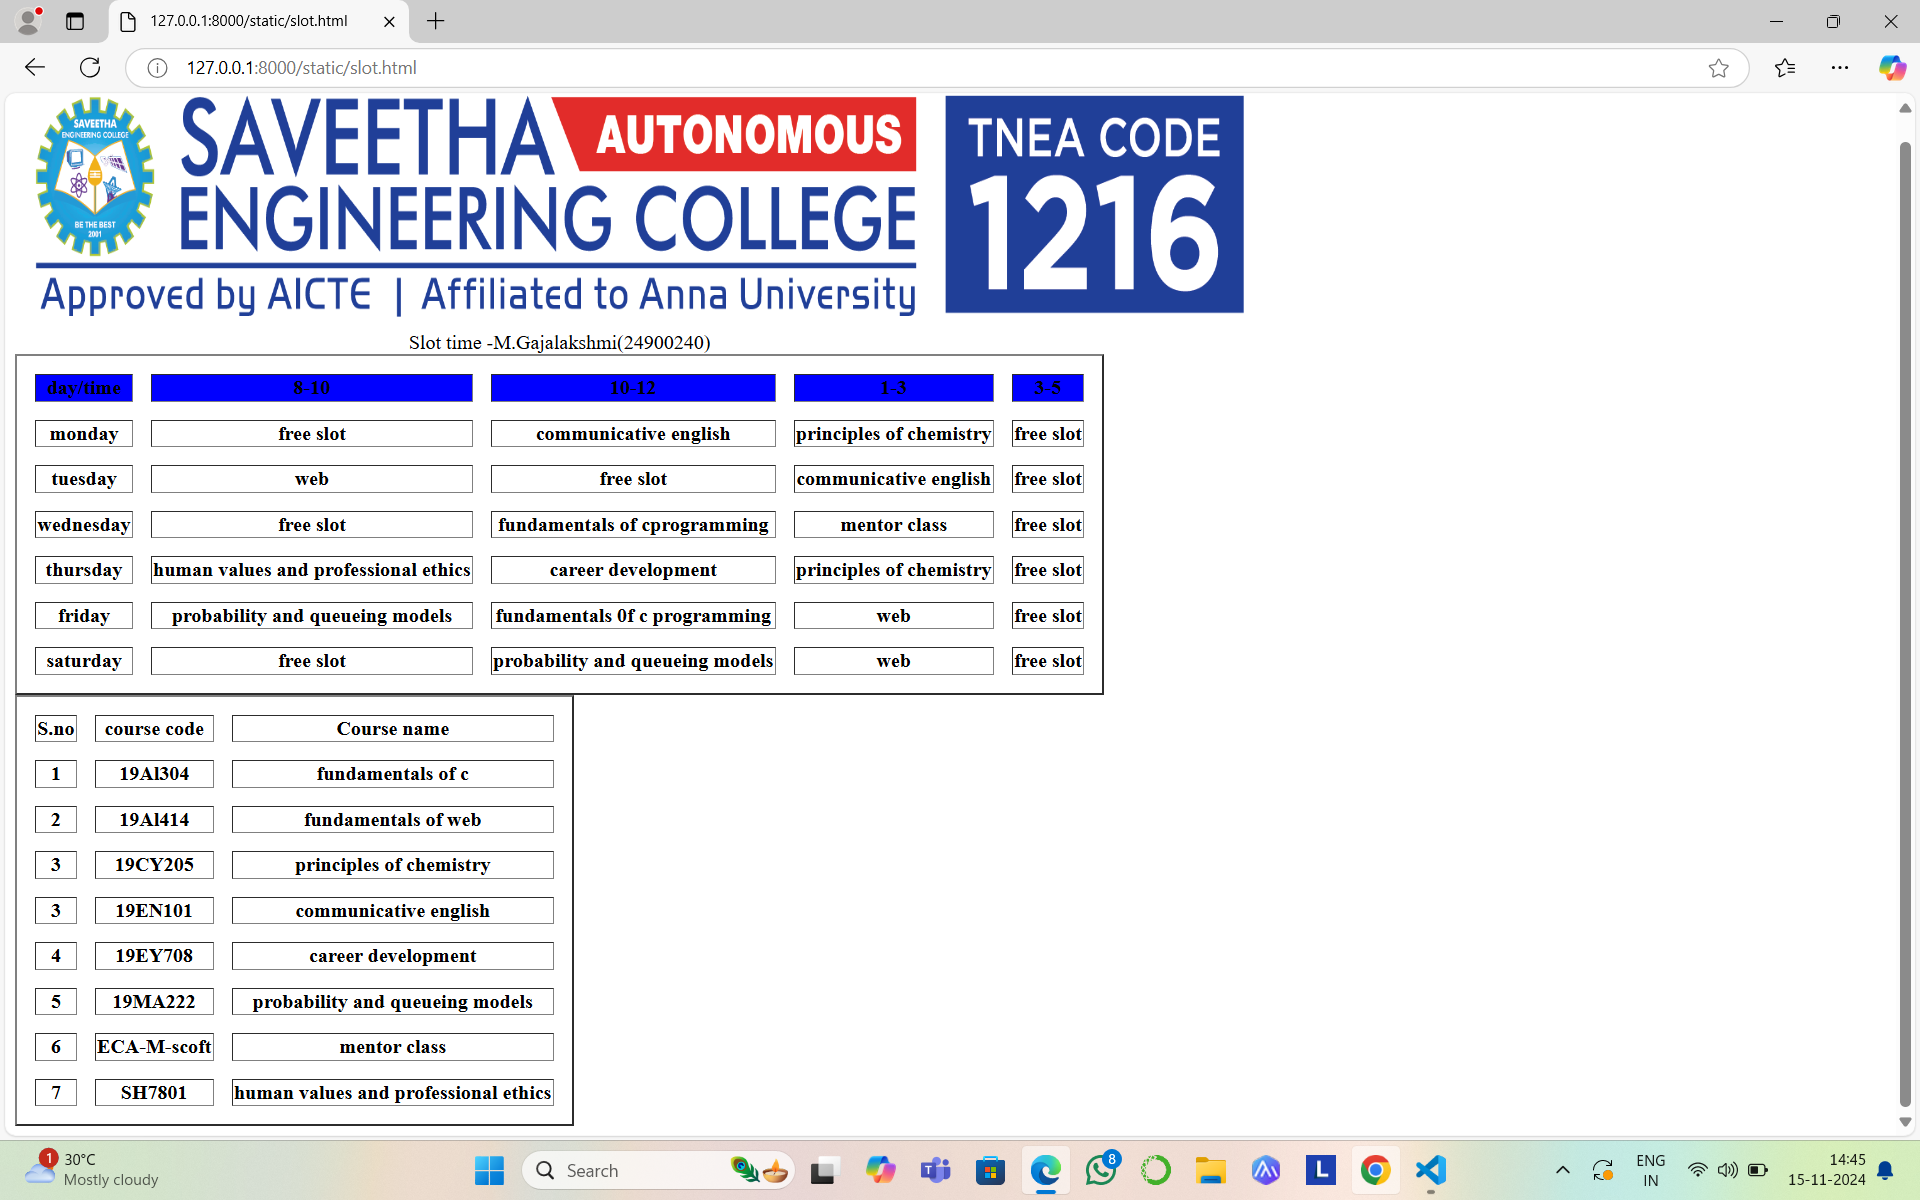 127.0.0.1:8000/static/slot.html
127.0.0.1:8000/static/slot.html
SAVEETHA
ENGINEERING COLLEGE
BE THE BEST
2001
SAVEETHA AUTONOMOUS
ENGINEERING COLLEGE
Approved by AICTE | Affiliated to Anna University
TNEA CODE
1216
Slot time -M.Gajalakshmi(24900240)
day/time 8-10 10-12 1-3 3-5
monday free slot communicative english principles of chemistry free slot
tuesday web free slot communicative english free slot
wednesday free slot fundamentals of cprogramming mentor class free slot
thursday human values and professional ethics career development principles of chemistry free slot
friday probability and queueing models fundamentals 0f c programming web free slot
saturday free slot probability and queueing models web free slot
S.no course code Course name
1 19Al304 fundamentals of c
2 19Al414 fundamentals of web
3 19CY205 principles of chemistry
3 19EN101 communicative english
4 19EY708 career development
5 19MA222 probability and queueing models
6 ECA-M-scoft mentor class
7 SH7801 human values and professional ethics
1
30°C
Mostly cloudy
Search
8
L
ENG
IN
14:45
15-11-2024